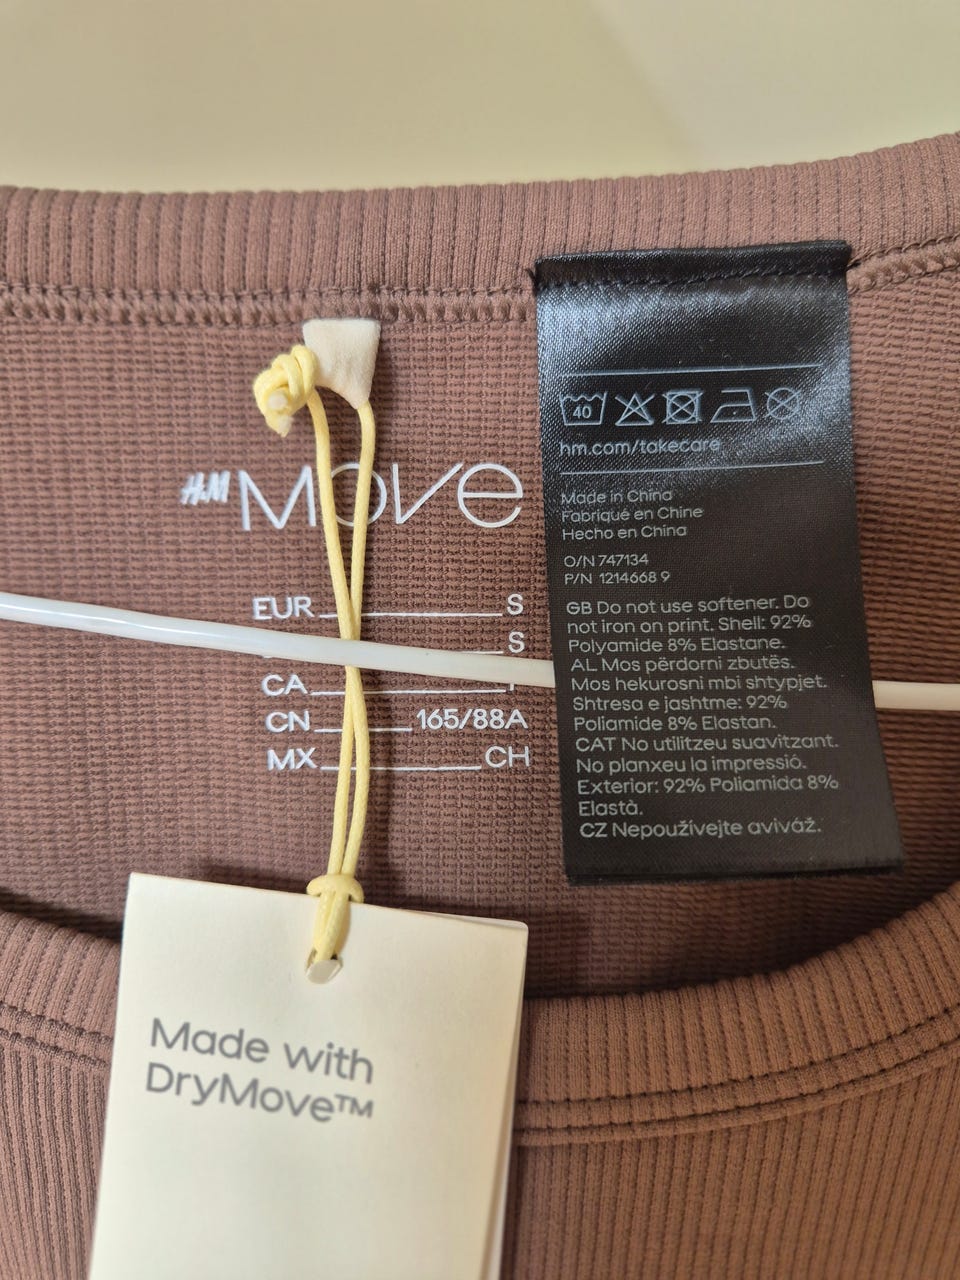 H&M MOVE
EUR S
S
CA
CN 165/88A
MX CH
40
hm.com/takecare
Made in China
Fabriqué en Chine
Hecho en China
O/N 747134
P/N 1214668 9
GB Do not use softener. Do
not iron on print. Shell: 92%
Polyamide 8% Elastane.
AL Mos përdorni zbutës.
Mos hekurosni mbi shtypjet.
Shtresa e jashtme: 92%
Poliamide 8% Elastan.
CAT No utilitzeu suavitzant.
No planxeu la impressió.
Exterior: 92% Poliamida 8%
Elastà.
CZ Nepoužívejte aviváž.
Made with
DryMove™